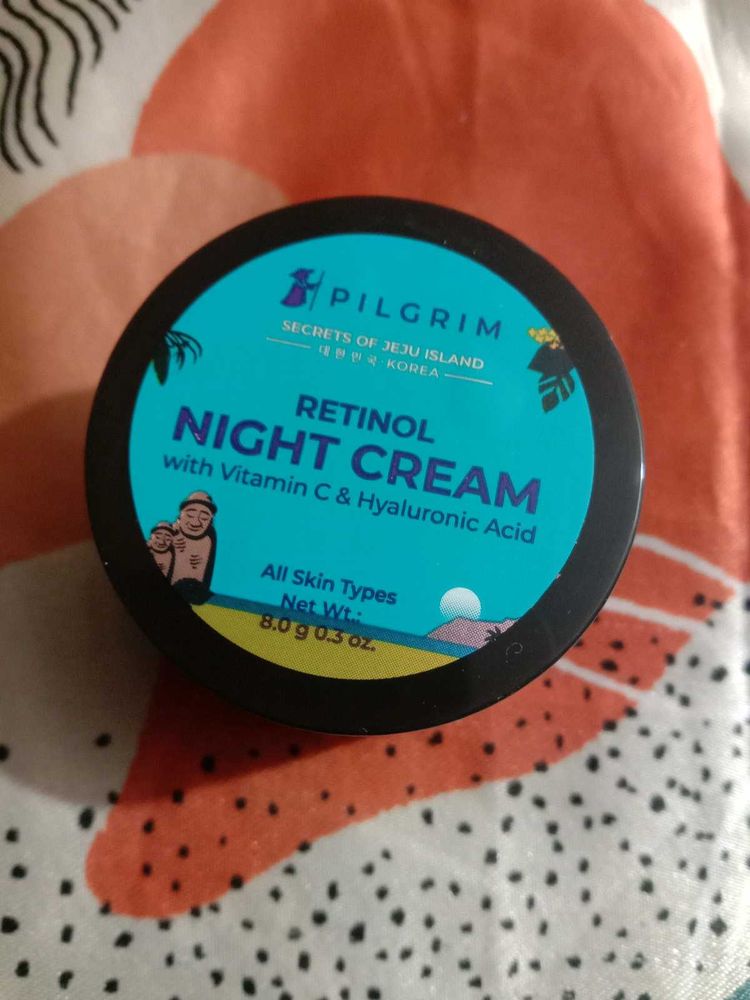 PILGRIM
SECRETS OF JEJU ISLAND
대한민국·KOREA
RETINOL
NIGHT CREAM
with Vitamin C & Hyaluronic Acid
All Skin Types
Net Wt.:
8.0 g 0.3 oz.